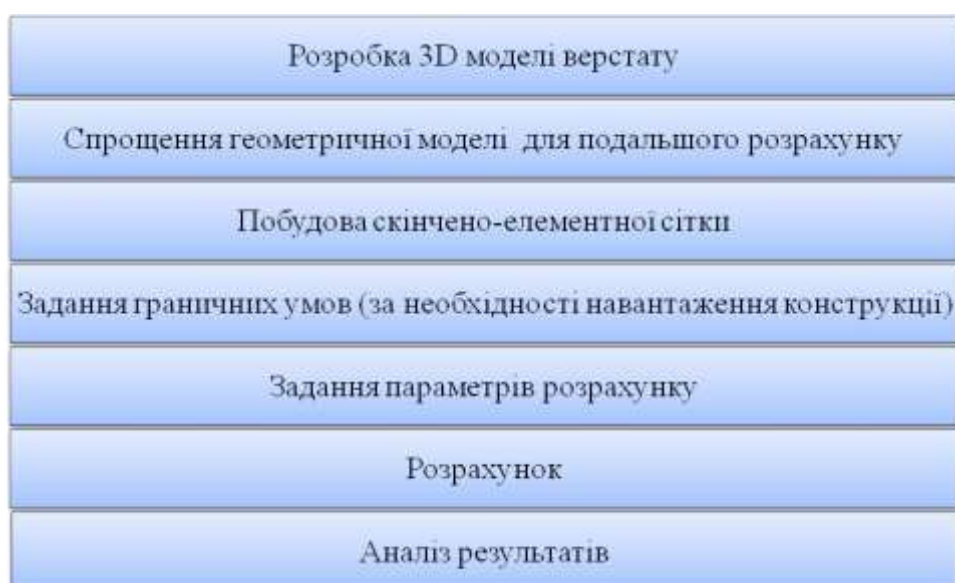 Розробка 3D моделі верстату
Спрощення геометричної моделі для подальшого розрахунку
Побудова скінчено-елементної сітки
Задання граничних умов (за необхідності навантаження конструкції)
Задання параметрів розрахунку
Розрахунок
Аналіз результатів